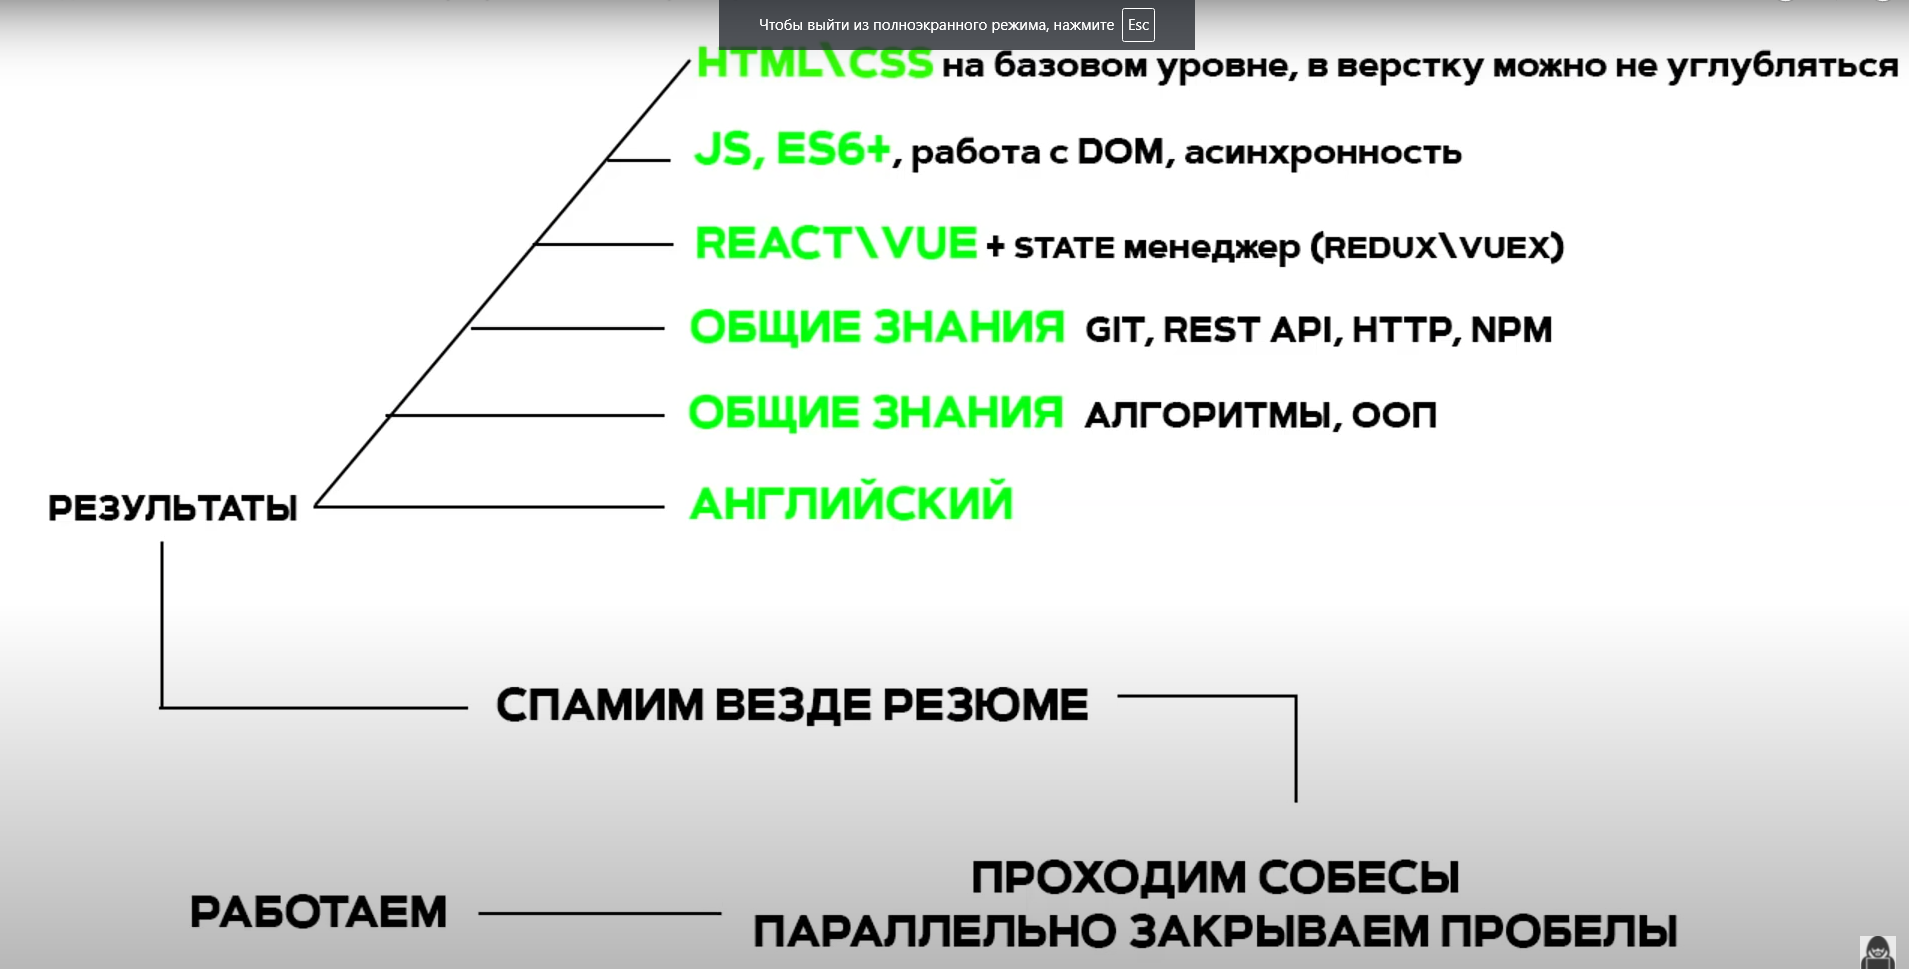 Чтобы выйти из полноэкранного режима, нажмите Esc
HTML\CSS на базовом уровне, в верстку можно не углубляться
JS, ES6+, работа с DOM, асинхронность
REACT\VUE + STATE менеджер (REDUX\VUEX)
ОБЩИЕ ЗНАНИЯ GIT, REST API, HTTP, NPM
ОБЩИЕ ЗНАНИЯ АЛГОРИТМЫ, ООП
АНГЛИЙСКИЙ
РЕЗУЛЬТАТЫ
СПАМИМ ВЕЗДЕ РЕЗЮМЕ
ПРОХОДИМ СОБЕСЫ
ПАРАЛЛЕЛЬНО ЗАКРЫВАЕМ ПРОБЕЛЫ
РАБОТАЕМ